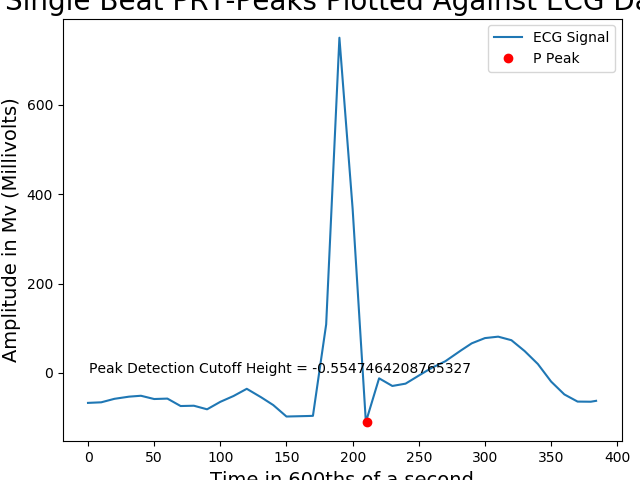 Single Beat PRT-Peaks Plotted Against ECG Da
ECG Signal
P Peak
Amplitude in Mv (Millivolts)
600
400
200
0
Peak Detection Cutoff Height = -0.5547464208765327
0 50 100 150 200 250 300 350 400
Time in 600ths of a second